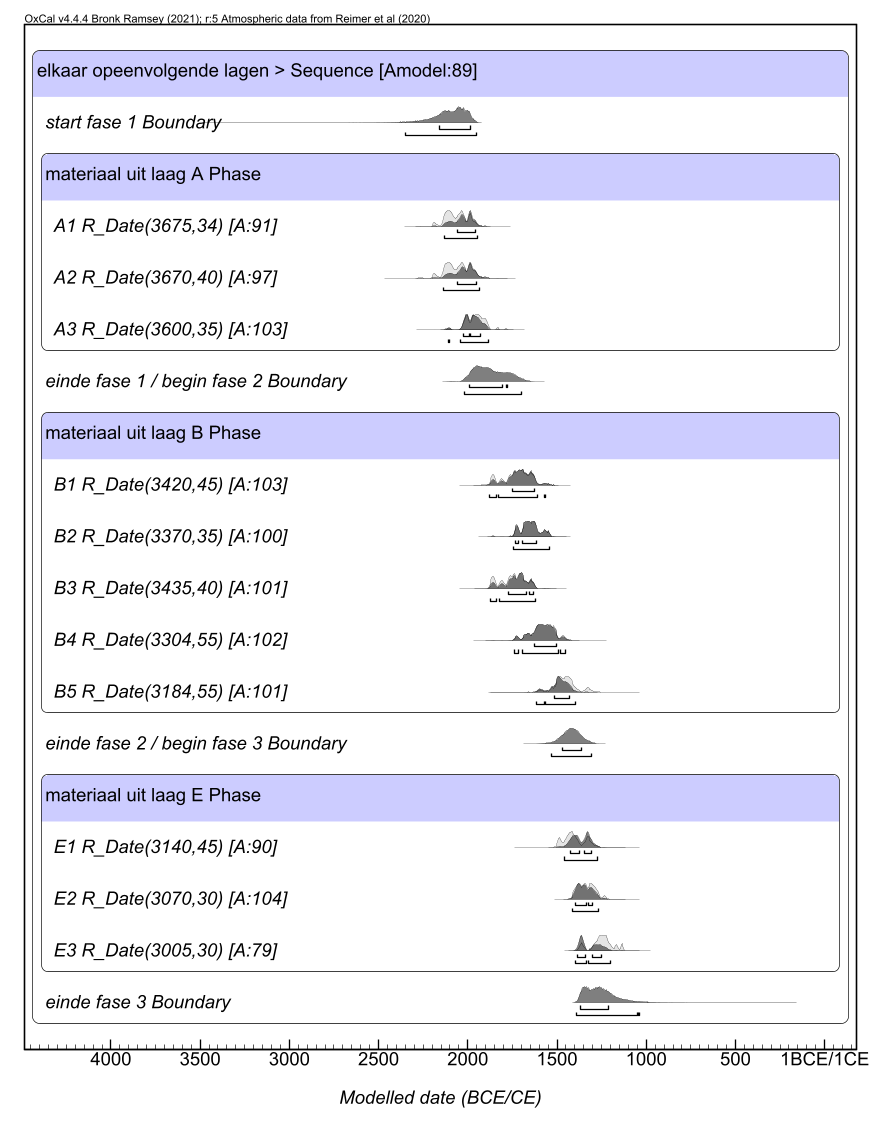 OxCal v4.4.4 Bronk Ramsey (2021); r:5 Atmospheric data from Reimer et al (2020)
elkaar opeenvolgende lagen > Sequence [Amodel:89]
start fase 1 Boundary
materiaal uit laag A Phase
A1 R_Date(3675,34) [A:91]
A2 R_Date(3670,40) [A:97]
A3 R_Date(3600,35) [A:103]
einde fase 1 / begin fase 2 Boundary
materiaal uit laag B Phase
B1 R_Date(3420,45) [A:103]
B2 R_Date(3370,35) [A:100]
B3 R_Date(3435,40) [A:101]
B4 R_Date(3304,55) [A:102]
B5 R_Date(3184,55) [A:101]
einde fase 2 / begin fase 3 Boundary
materiaal uit laag E Phase
E1 R_Date(3140,45) [A:90]
E2 R_Date(3070,30) [A:104]
E3 R_Date(3005,30) [A:79]
einde fase 3 Boundary
4000 3500 3000 2500 2000 1500 1000 500 1BCE/1CE
Modelled date (BCE/CE)